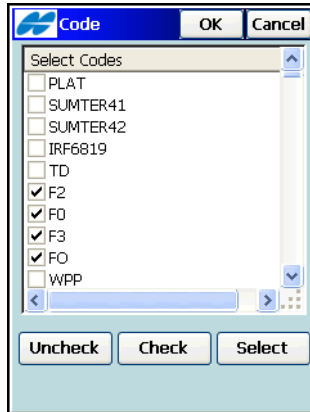 Code OK Cancel
Select Codes
PLAT
SUMTER41
SUMTER42
IRF6819
TD
F2
F0
F3
FO
WPP
Uncheck Check Select